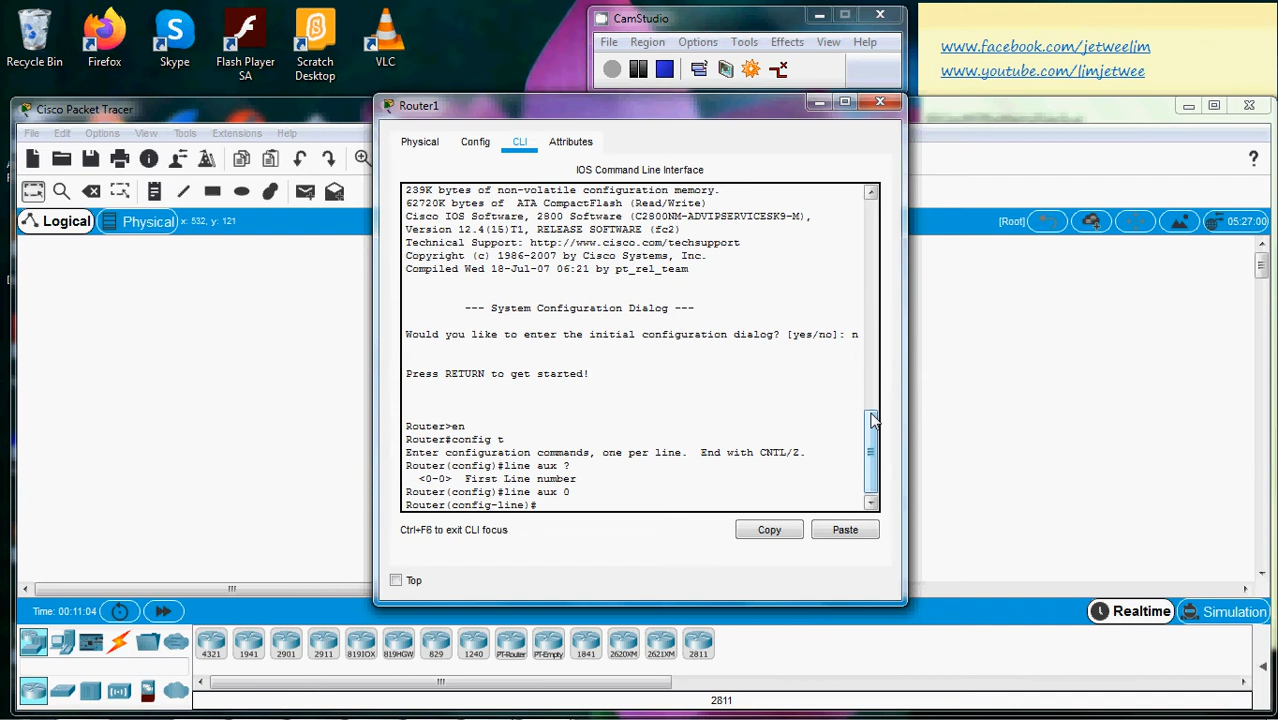 Recycle Bin
Firefox
Skype
Flash Player
SA
Scratch
Desktop
VLC
CamStudio
File Region Options Tools Effects View Help
www.facebook.com/jetweelim
www.youtube.com/limjetwee
Cisco Packet Tracer
File Edit Options View Tools Extensions Help
Logical Physical x: 532, y: 121
[Root] 05:27:00
Router1
Physical Config CLI Attributes
IOS Command Line Interface
239K bytes of non-volatile configuration memory.
62720K bytes of ATA CompactFlash (Read/Write)
Cisco IOS Software, 2800 Software (C2800NM-ADVIPSERVICESK9-M),
Version 12.4(15)T1, RELEASE SOFTWARE (fc2)
Technical Support: http://www.cisco.com/techsupport
Copyright (c) 1986-2007 by Cisco Systems, Inc.
Compiled Wed 18-Jul-07 06:21 by pt_rel_team
--- System Configuration Dialog ---
Would you like to enter the initial configuration dialog? [yes/no]: n
Press RETURN to get started!
Router>en
Router#config t
Enter configuration commands, one per line. End with CNTL/Z.
Router(config)#line aux ?
<0-0> First Line number
Router(config)#line aux 0
Router(config-line)#
Ctrl+F6 to exit CLI focus
Copy Paste
Top
Time: 00:11:04
Realtime Simulation
4321 1941 2901 2911 819IOX 819HGW 829 1240 PT-Router PT-Empty 1841 2620XM 2621XM 2811
2811